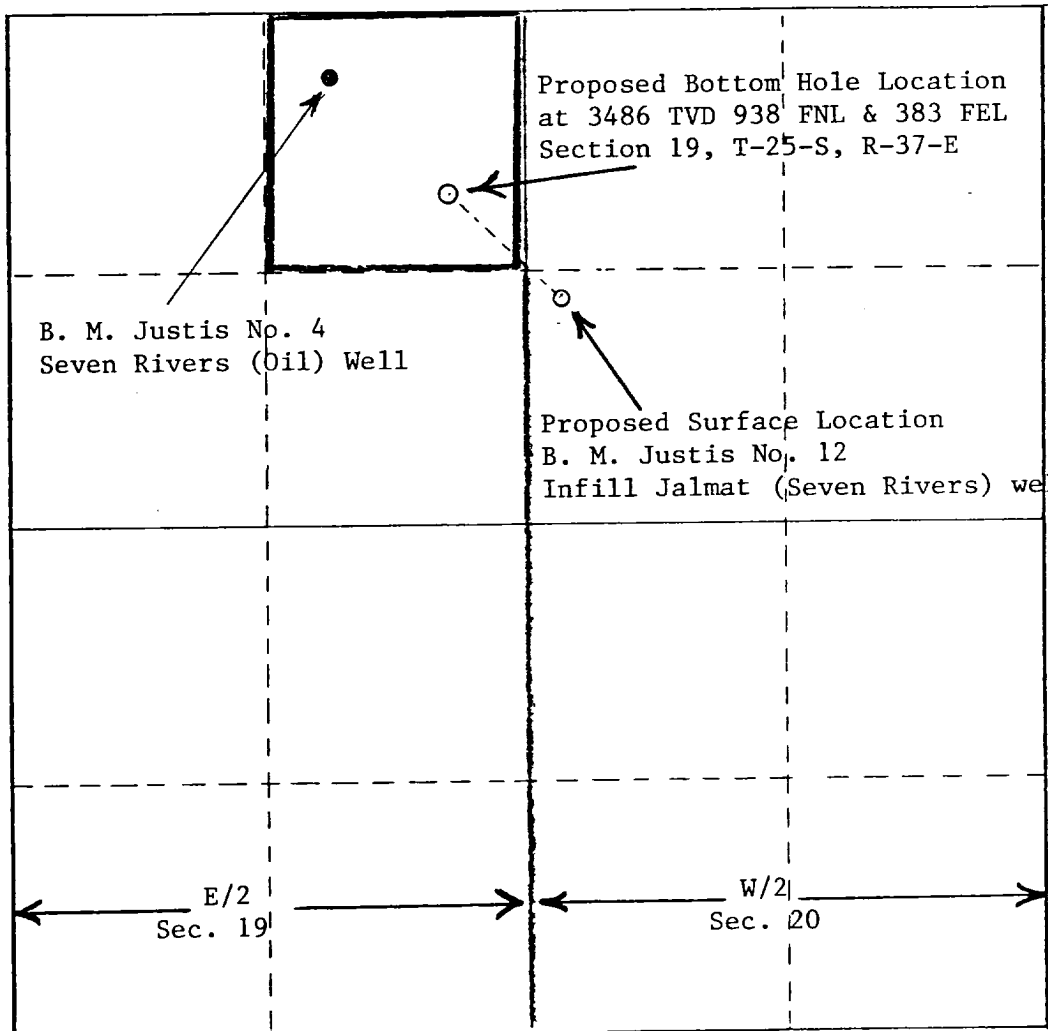 Proposed Bottom Hole Location
at 3486 TVD 938' FNL & 383 FEL
Section 19, T-25-S, R-37-E
B. M. Justis No. 4
Seven Rivers (Oil) Well
Proposed Surface Location
B. M. Justis No. 12
Infill Jalmat (Seven Rivers) we
E/2
Sec. 19
W/2
Sec. 20